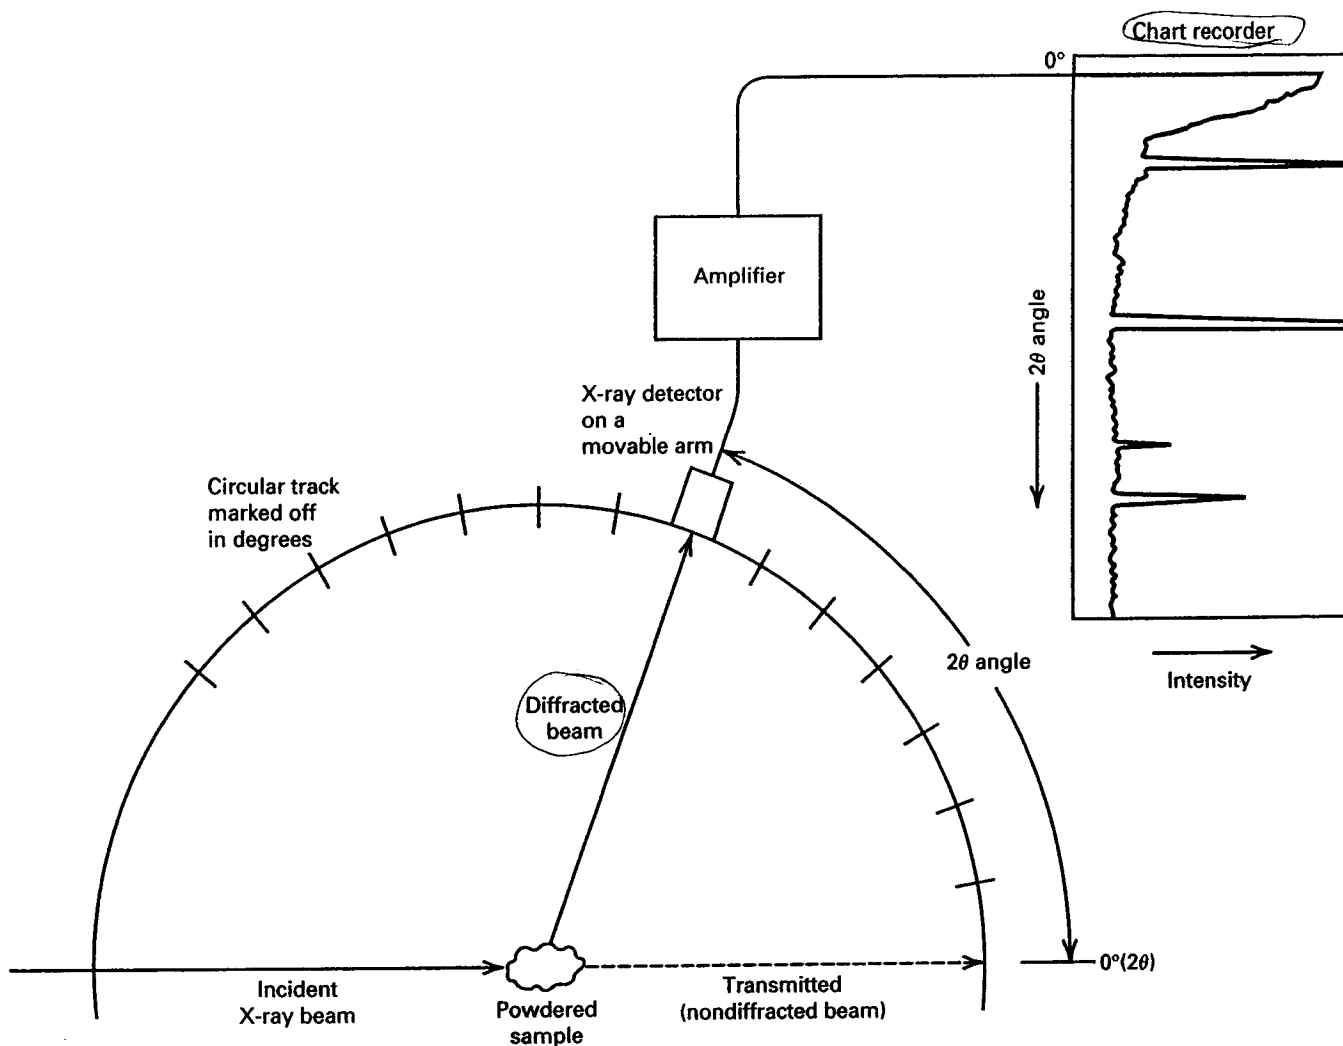 Chart recorder
0°
Amplifier
2θ angle
X-ray detector
on a
movable arm
Circular track
marked off
in degrees
2θ angle
Intensity
Diffracted
beam
0°(2θ)
Incident
X-ray beam
Powdered
sample
Transmitted
(nondiffracted beam)